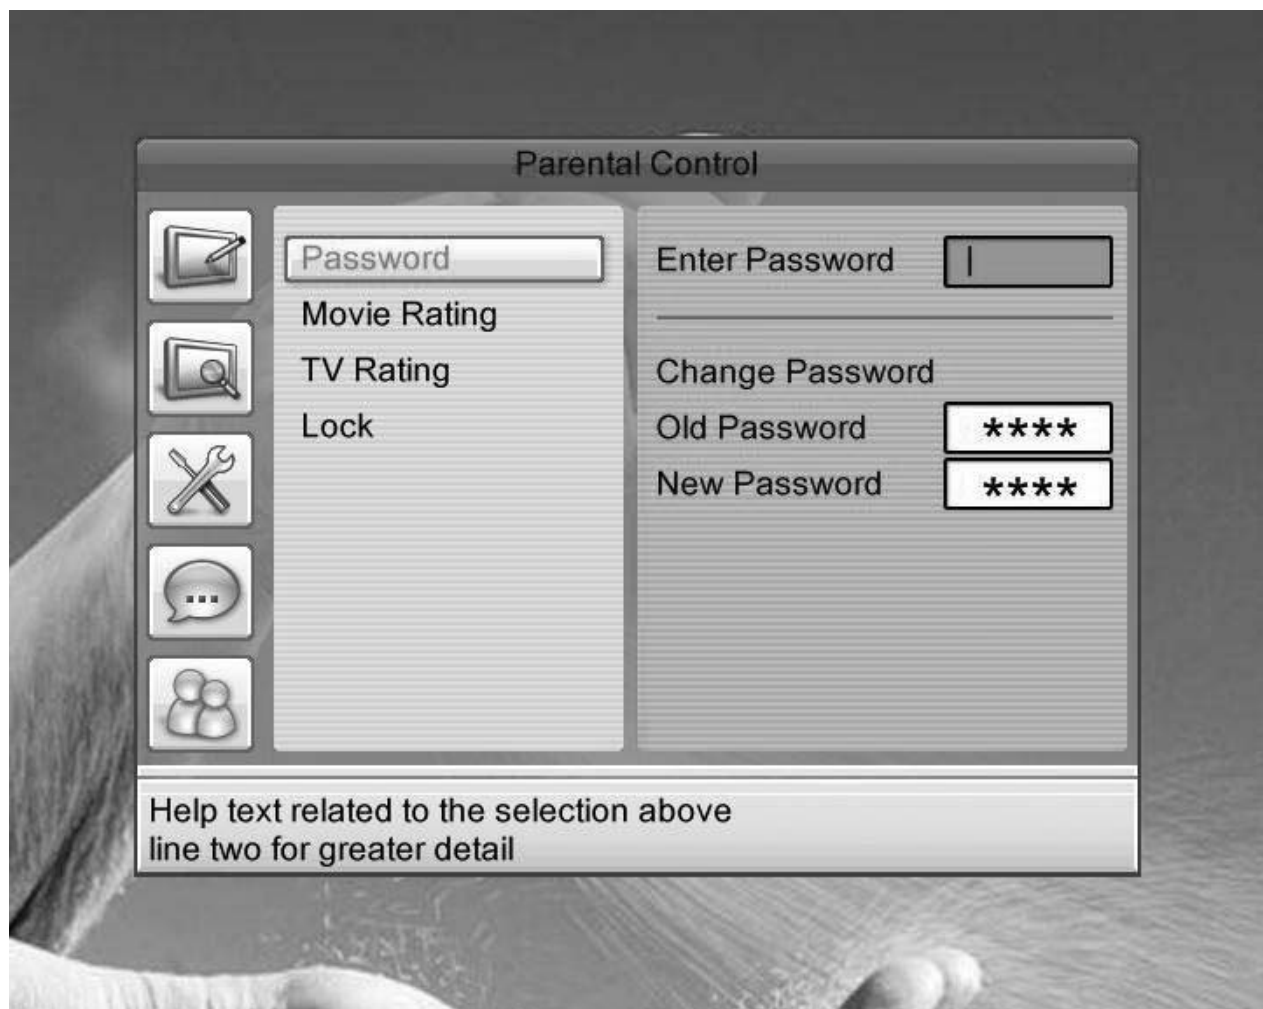 Parental Control
Password
Movie Rating
TV Rating
Lock
Enter Password
Change Password
Old Password ****
New Password ****
Help text related to the selection above
line two for greater detail